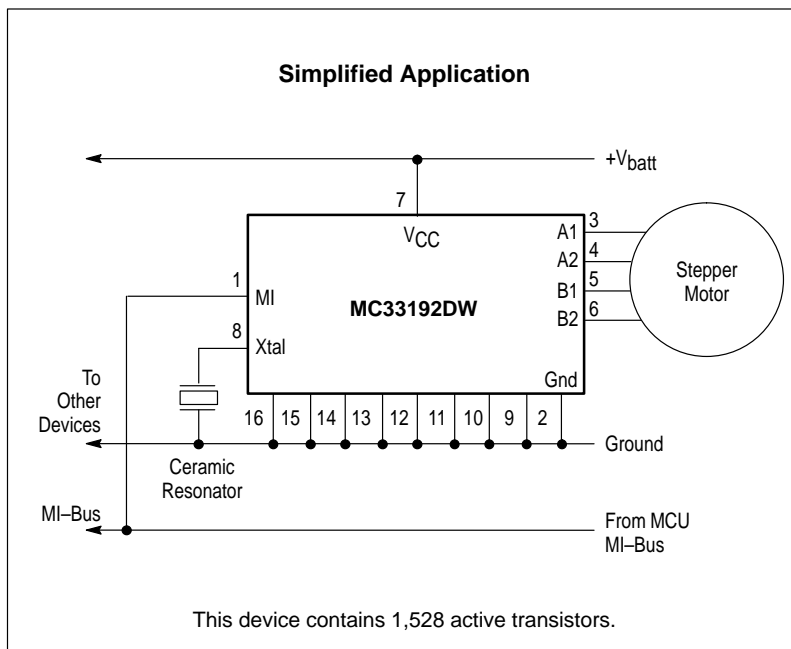 Simplified Application
+Vbatt
7
VCC
A1 3
A2 4
B1 5
B2 6
Stepper
Motor
1
MI
MC33192DW
8
Xtal
Gnd
To
Other
Devices
16 15 14 13 12 11 10 9 2
Ground
Ceramic
Resonator
MI–Bus
From MCU
MI–Bus
This device contains 1,528 active transistors.